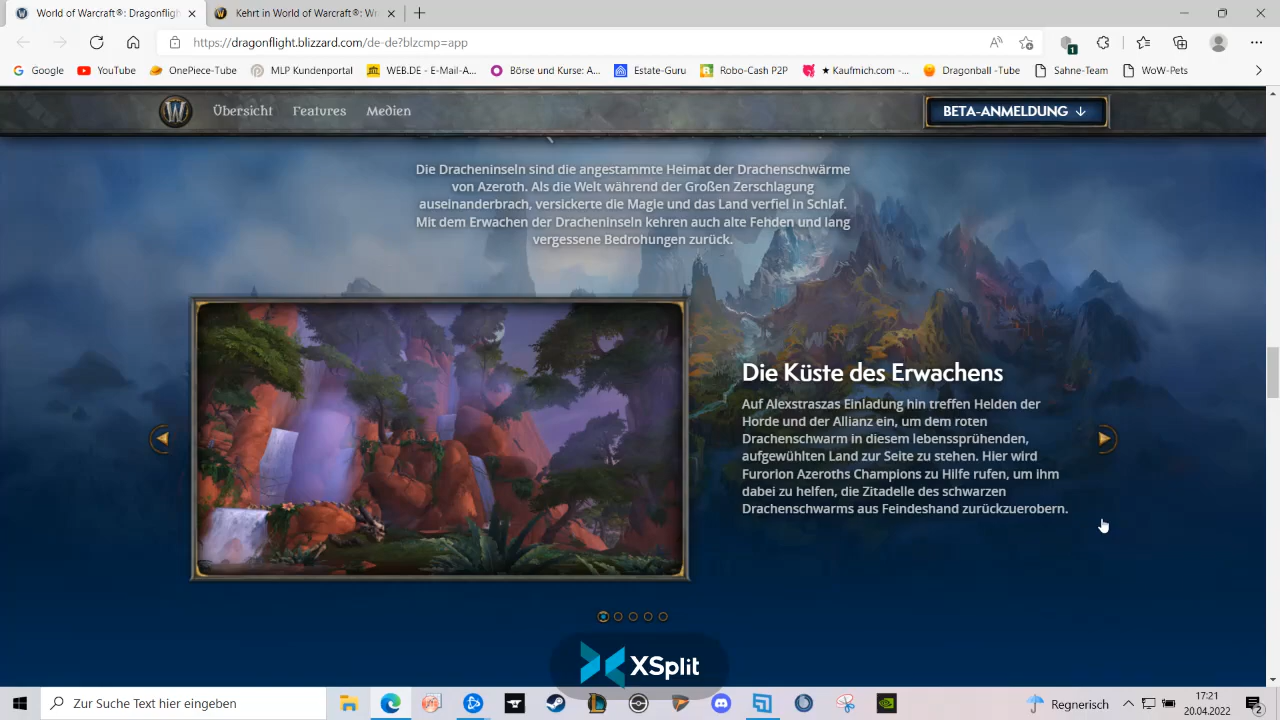 World of Warcraft: Dragonfligh
Kehrt in World of Warcraft®: W
https://dragonflight.blizzard.com/de-de?blzcmp=app
1
Google
YouTube
OnePiece-Tube
MLP Kundenportal
WEB.DE - E-Mail-A...
Börse und Kurse: A...
Estate-Guru
Robo-Cash P2P
★ Kaufmich.com -...
Dragonball -Tube
Sahne-Team
WoW-Pets
W
Übersicht
Features
Medien
BETA-ANMELDUNG
Die Dracheninseln sind die angestammte Heimat der Drachenschwärme
von Azeroth. Als die Welt während der Großen Zerschlagung
auseinanderbrach, versickerte die Magie und das Land verfiel in Schlaf.
Mit dem Erwachen der Dracheninseln kehren auch alte Fehden und lang
vergessene Bedrohungen zurück.
Die Küste des Erwachens
Auf Alexstraszas Einladung hin treffen Helden der
Horde und der Allianz ein, um dem roten
Drachenschwarm in diesem lebenssprühenden,
aufgewühlten Land zur Seite zu stehen. Hier wird
Furorion Azeroths Champions zu Hilfe rufen, um ihm
dabei zu helfen, die Zitadelle des schwarzen
Drachenschwarms aus Feindeshand zurückzuerobern.
XSplit
Zur Suche Text hier eingeben
Regnerisch
17:21
20.04.2022
2